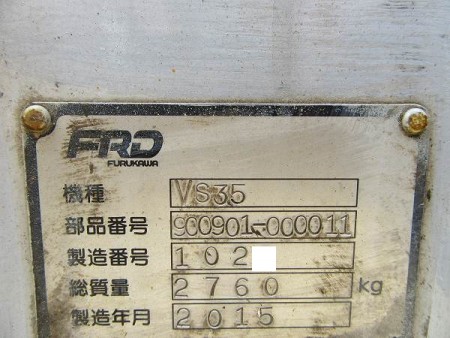 FRD
FURUKAWA
機種 VS35
部品番号 900901-000011
製造番号 102
総質量 2760 kg
製造年月 2015